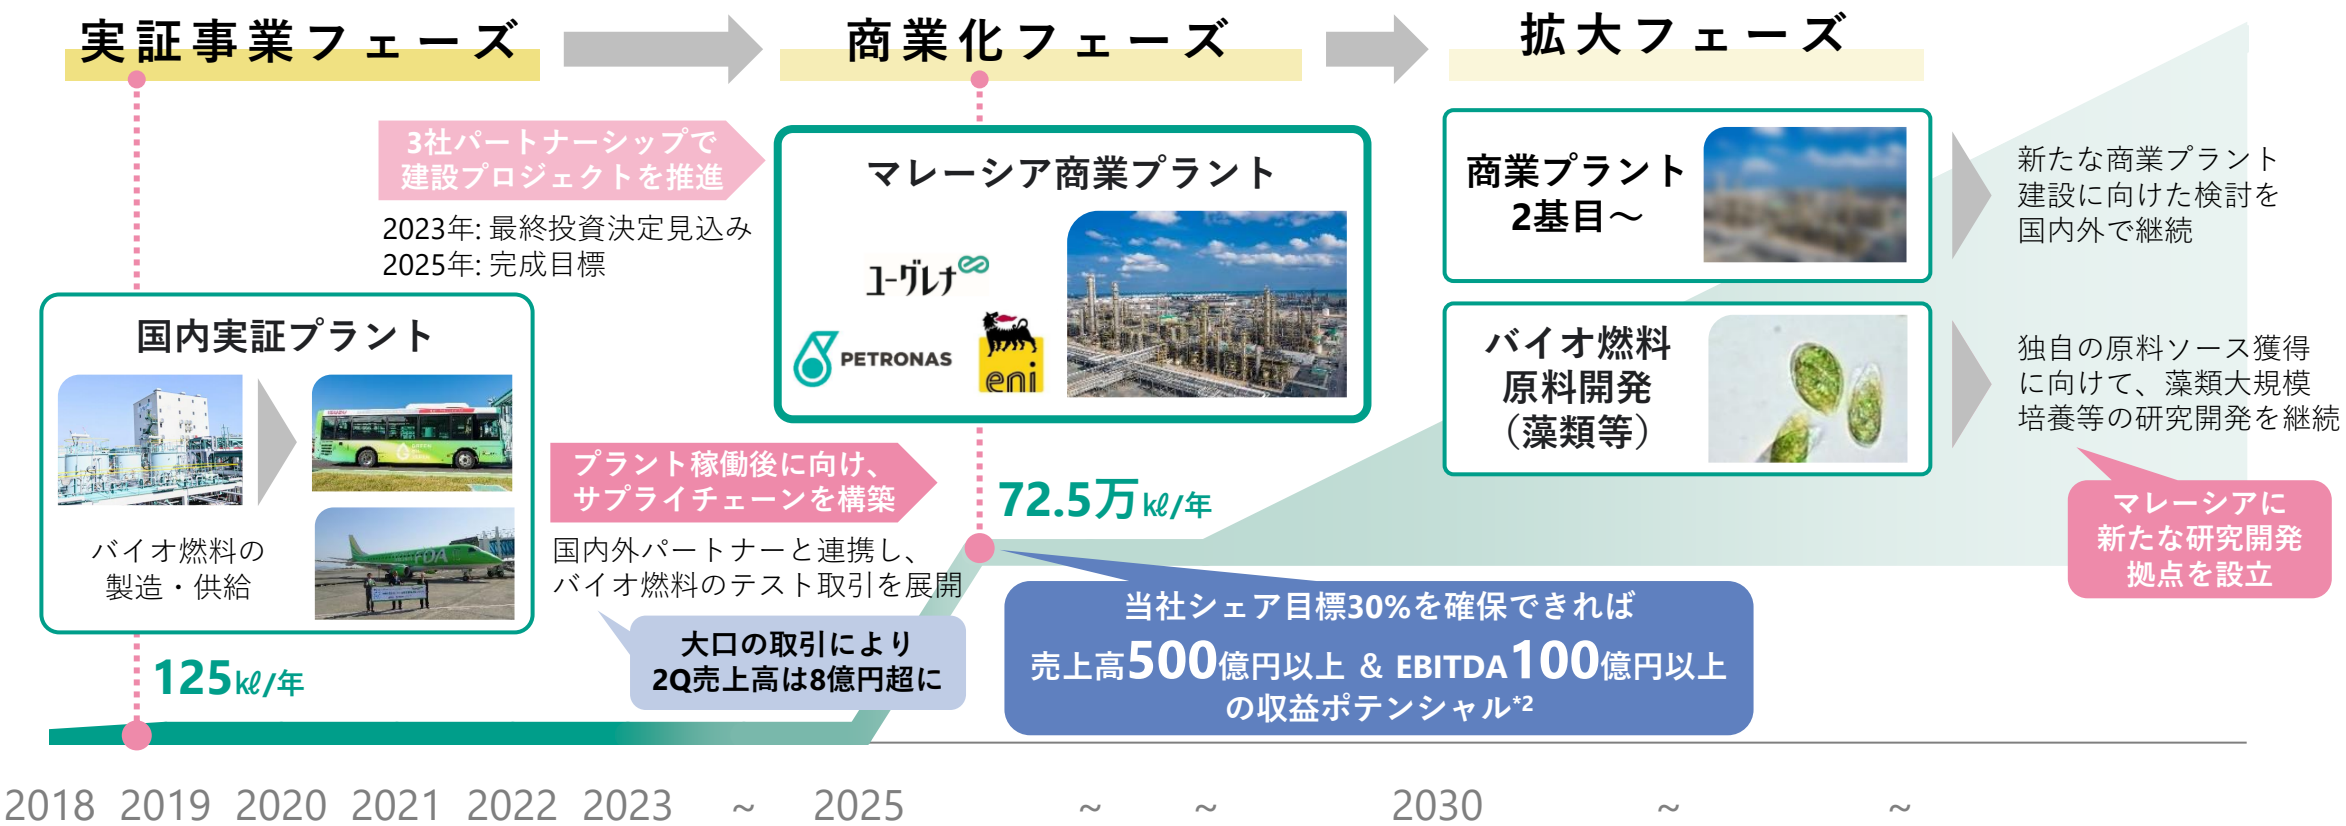 実証事業フェーズ
商業化フェーズ
拡大フェーズ
3社パートナーシップで
建設プロジェクトを推進
2023年: 最終投資決定見込み
2025年: 完成目標
国内実証プラント
バイオ燃料の
製造・供給
125㎘/年
プラント稼働後に向け、
サプライチェーンを構築
国内外パートナーと連携し、
バイオ燃料のテスト取引を展開
大口の取引により
2Q売上高は8億円超に
マレーシア商業プラント
ユーグレナ
PETRONAS
eni
72.5万㎘/年
当社シェア目標30%を確保できれば
売上高500億円以上 & EBITDA100億円以上
の収益ポテンシャル*2
商業プラント
2基目～
新たな商業プラント
建設に向けた検討を
国内外で継続
バイオ燃料
原料開発
（藻類等）
独自の原料ソース獲得
に向けて、藻類大規模
培養等の研究開発を継続
マレーシアに
新たな研究開発
拠点を設立
2018 2019 2020 2021 2022 2023 ~ 2025 ~ ~ 2030 ~ ~